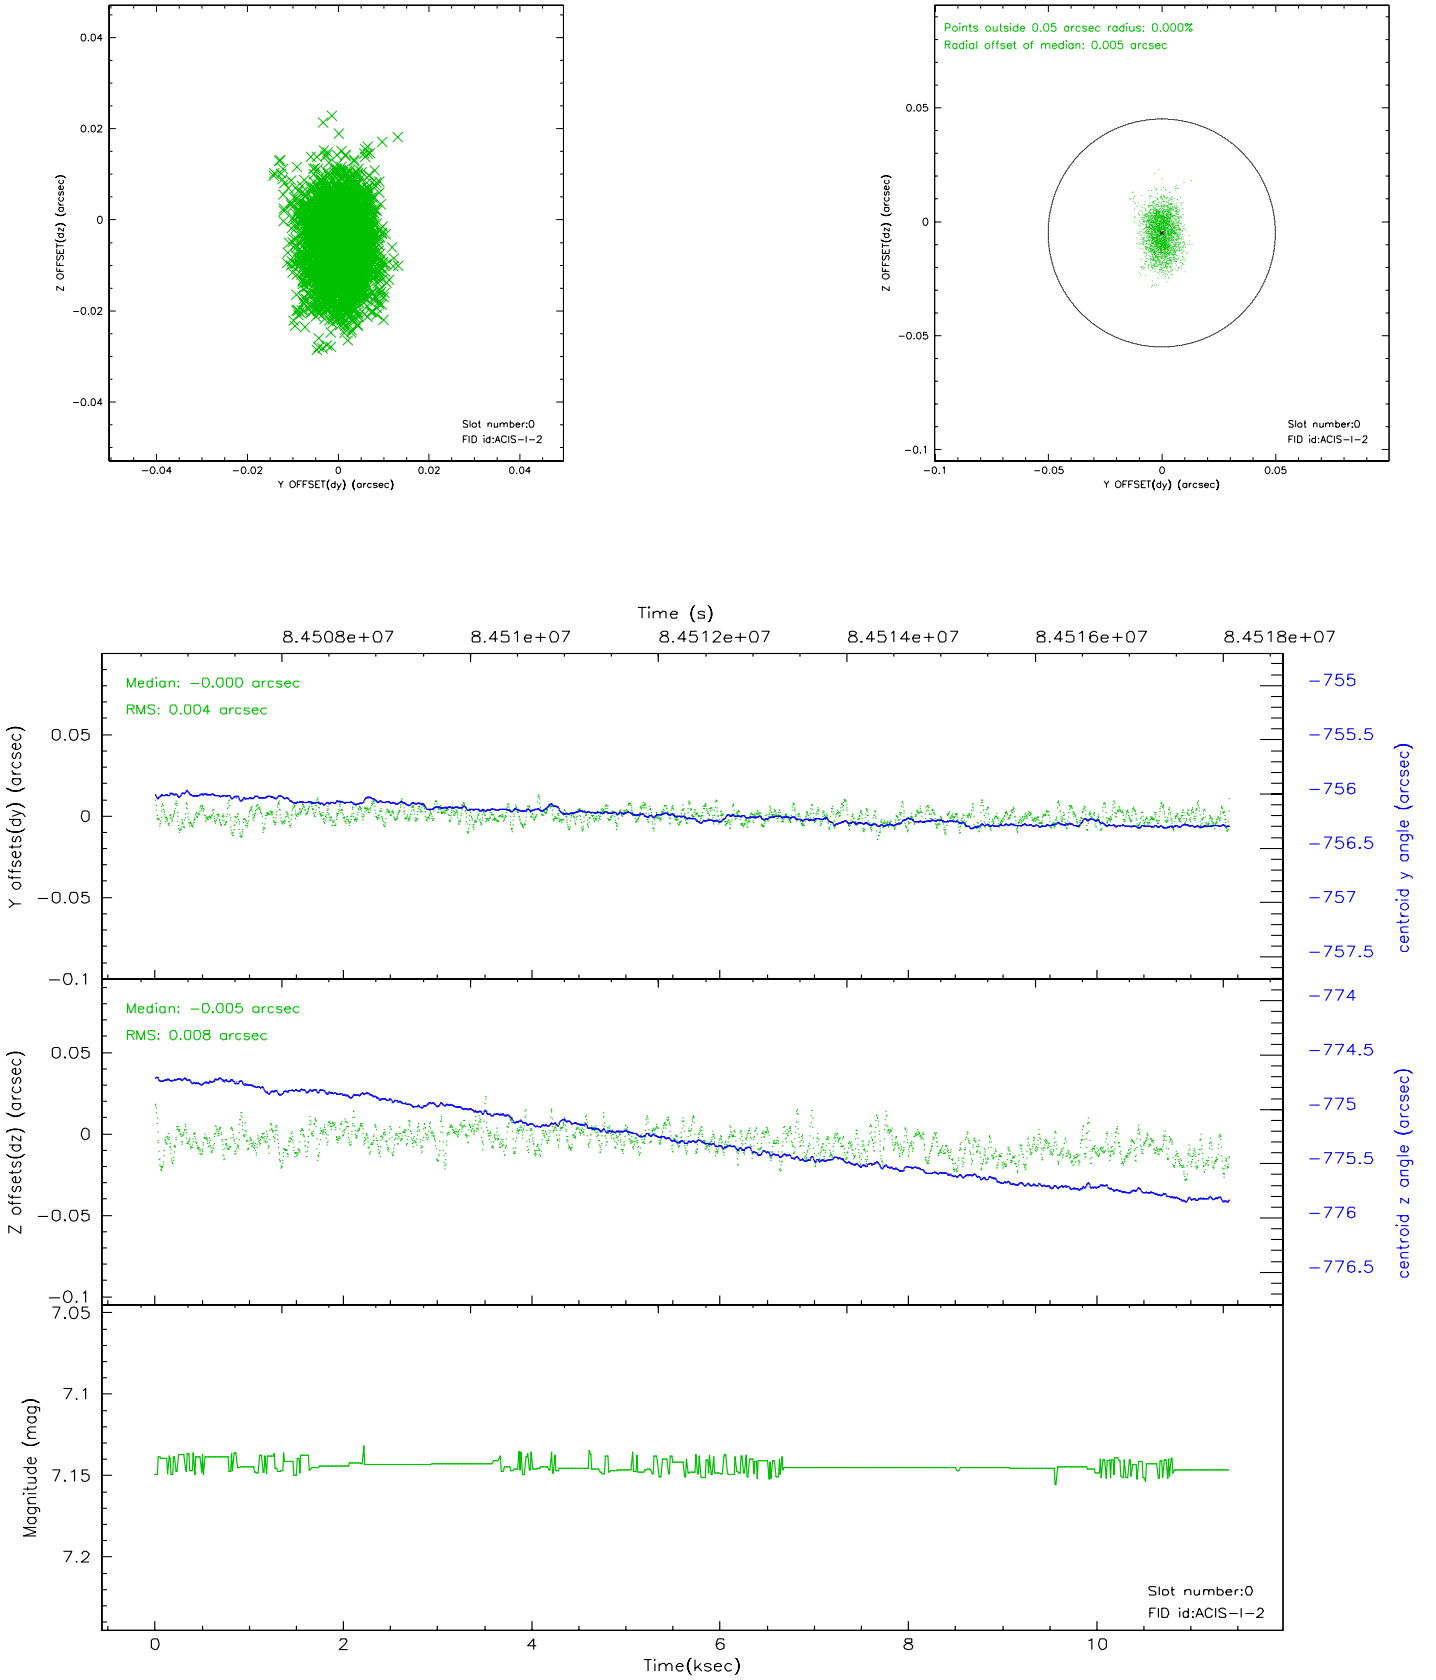 0.04
0.02
0
−0.02
−0.04
Z OFFSET(dz) (arcsec)
Slot number:0
FID id:ACIS−I−2
−0.04 −0.02 0 0.02 0.04
Y OFFSET(dy) (arcsec)
Points outside 0.05 arcsec radius: 0.000%
Radial offset of median: 0.005 arcsec
0.05
0
−0.05
−0.1
Z OFFSET(dz) (arcsec)
Slot number:0
FID id:ACIS−I−2
−0.1 −0.05 0 0.05
Y OFFSET(dy) (arcsec)
Time (s)
8.4508e+07 8.451e+07 8.4512e+07 8.4514e+07 8.4516e+07 8.4518e+07
Median: −0.000 arcsec
RMS: 0.004 arcsec
0.05
0
−0.05
−0.1
Y offsets(dy) (arcsec)
−755
−755.5
−756
−756.5
−757
−757.5
centroid y angle (arcsec)
Median: −0.005 arcsec
RMS: 0.008 arcsec
0.05
0
−0.05
−0.1
Z offsets(dz) (arcsec)
−774
−774.5
−775
−775.5
−776
−776.5
centroid z angle (arcsec)
7.05
7.1
7.15
7.2
Magnitude (mag)
Slot number:0
FID id:ACIS−I−2
0 2 4 6 8 10
Time(ksec)